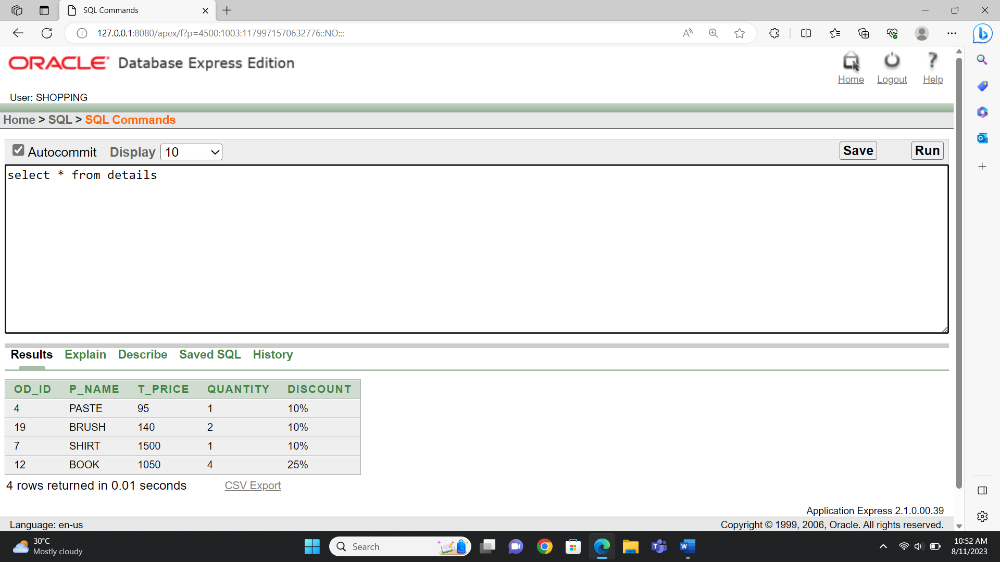 SQL Commands
127.0.0.1:8080/apex/f?p=4500:1003:1179971570632776::NO:::
ORACLE Database Express Edition
Home Logout Help
User: SHOPPING
Home > SQL > SQL Commands
Autocommit Display 10 Save Run
select * from details
Results Explain Describe Saved SQL History
OD_ID P_NAME T_PRICE QUANTITY DISCOUNT
4 PASTE 95 1 10%
19 BRUSH 140 2 10%
7 SHIRT 1500 1 10%
12 BOOK 1050 4 25%
4 rows returned in 0.01 seconds CSV Export
Application Express 2.1.0.00.39
Language: en-us Copyright © 1999, 2006, Oracle. All rights reserved.
30°C
Mostly cloudy
Search
10:52 AM
8/11/2023